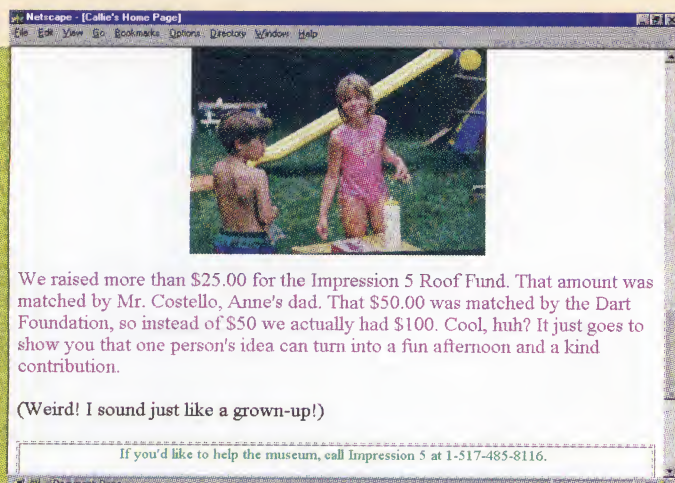 Netscape - [Callie's Home Page]
File Edit View Go Bookmarks Options Directory Window Help
We raised more than $25.00 for the Impression 5 Roof Fund. That amount was
matched by Mr. Costello, Anne's dad. That $50.00 was matched by the Dart
Foundation, so instead of $50 we actually had $100. Cool, huh? It just goes to
show you that one person's idea can turn into a fun afternoon and a kind
contribution.
(Weird! I sound just like a grown-up!)
If you'd like to help the museum, call Impression 5 at 1-517-485-8116.